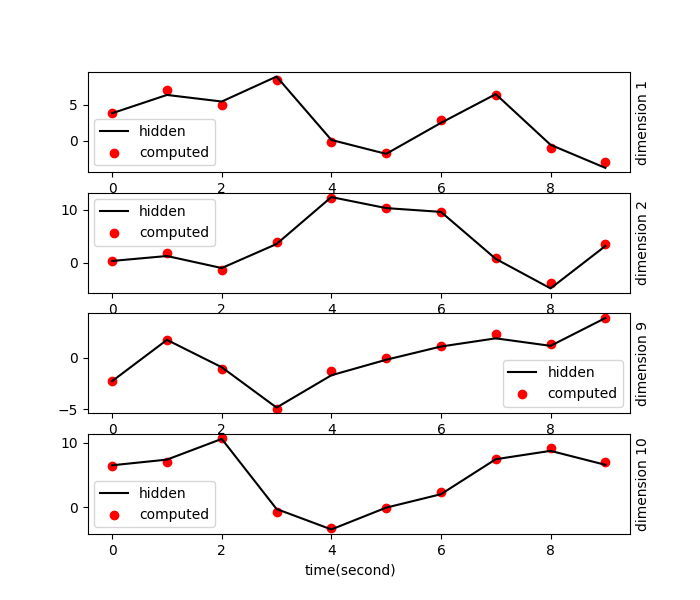 5
0
hidden
computed
dimension 1
0 2 4 6 8
10
0
hidden
computed
dimension 2
0 2 4 6 8
0
−5
hidden
computed
dimension 9
0 2 4 6 8
10
0
hidden
computed
dimension 10
0 2 4 6 8
time(second)